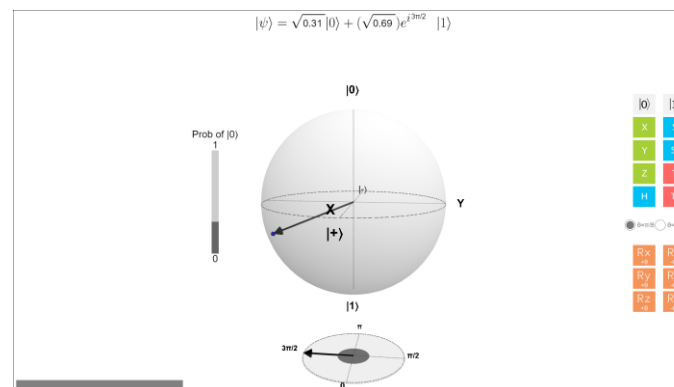 |ψ⟩ = √0.31|0⟩ + (√0.69)e^{i3π/2} |1⟩
|0⟩
Prob of |0⟩
1
0
X
Y
|+⟩
|1⟩
π
3π/2
π/2
0
|0⟩
X
Y
Z
H
Rx
+θ
Ry
+θ
Rz
+θ